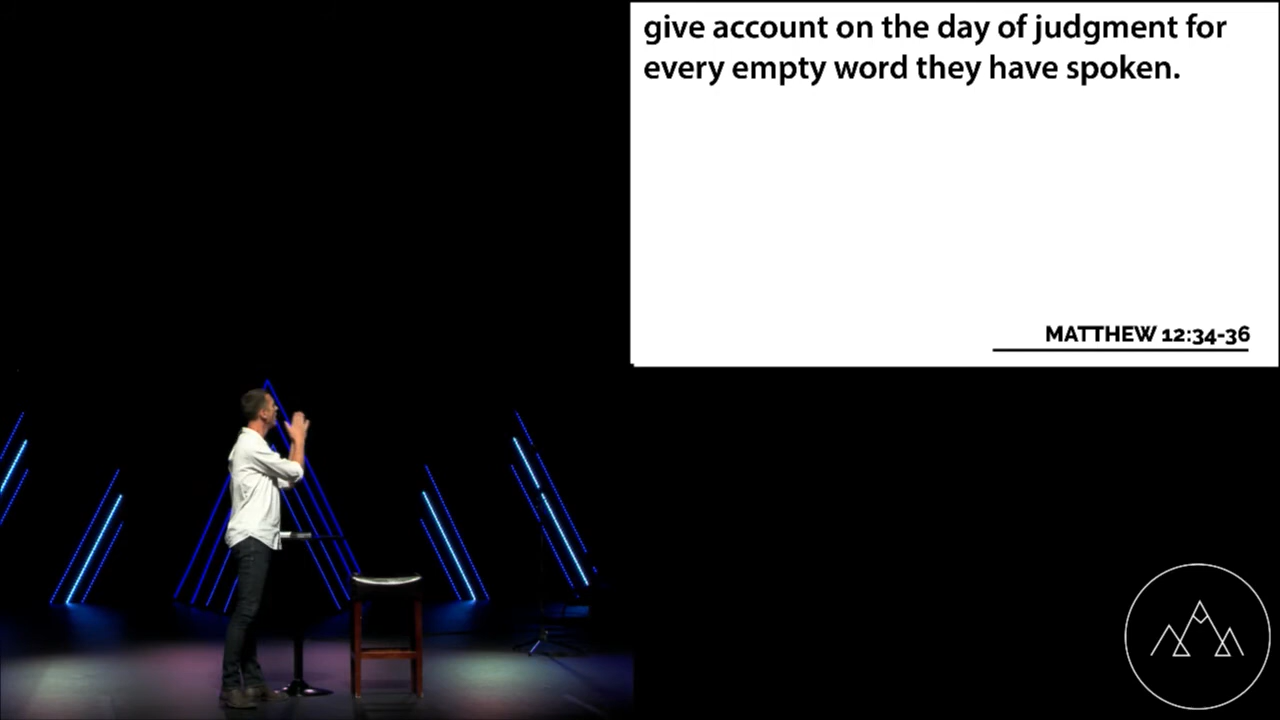 give account on the day of judgment for
every empty word they have spoken.
MATTHEW 12:34-36